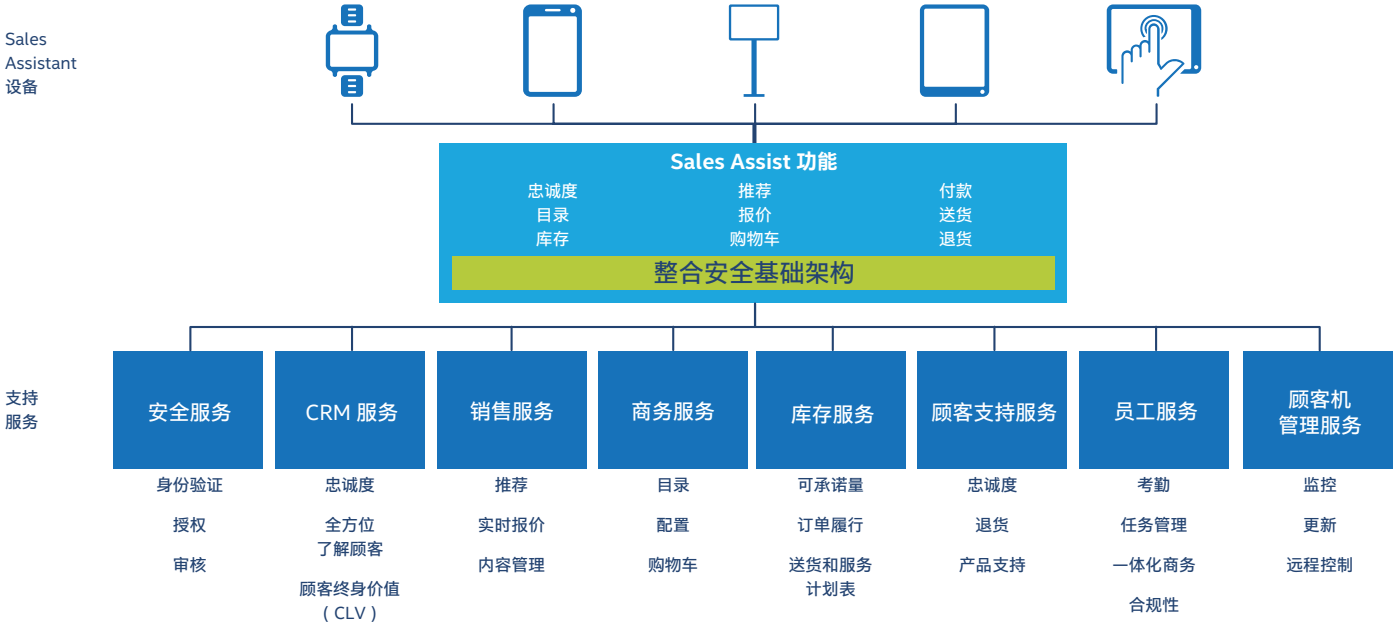 Sales
Assistant
设备
Sales Assist 功能
忠诚度
推荐
付款
目录
报价
送货
库存
购物车
退货
整合安全基础架构
支持
服务
安全服务
CRM 服务
销售服务
商务服务
库存服务
顾客支持服务
员工服务
顾客机
管理服务
身份验证
授权
审核
忠诚度
全方位
了解顾客
顾客终身价值
( CLV )
推荐
实时报价
内容管理
目录
配置
购物车
可承诺量
订单履行
送货和服务
计划表
忠诚度
退货
产品支持
考勤
任务管理
一体化商务
合规性
监控
更新
远程控制